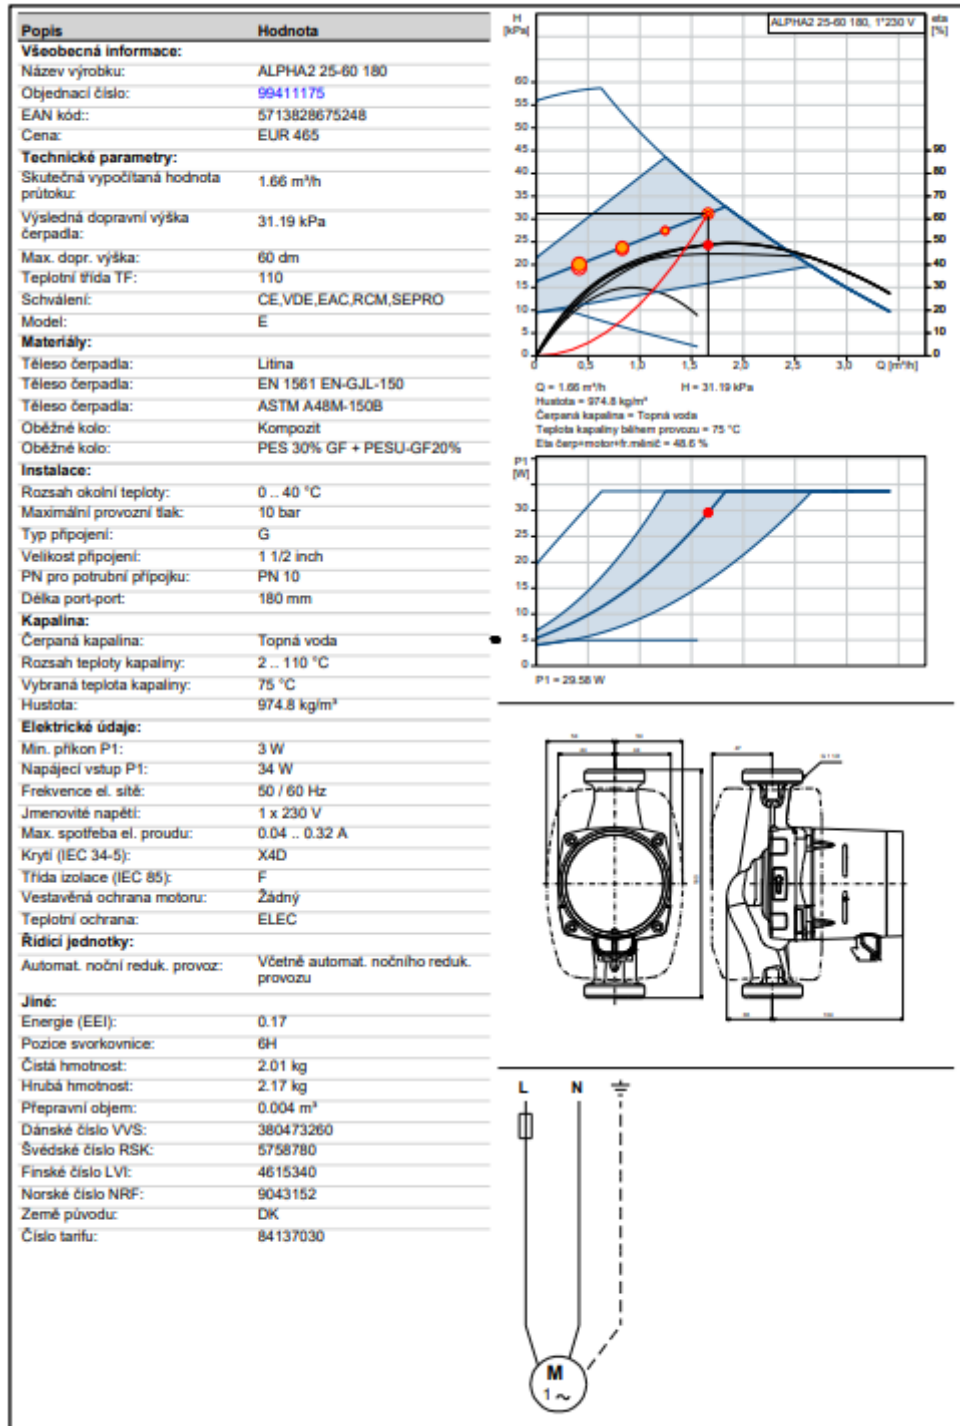 Popis Hodnota
Všeobecná informace:
Název výrobku: ALPHA2 25-60 180
Objednací číslo: 99411175
EAN kód:: 5713828675248
Cena: EUR 465
Technické parametry:
Skutečná vypočítaná hodnota průtoku: 1.66 m³/h
Výsledná dopravní výška čerpadla: 31.19 kPa
Max. dopr. výška: 60 dm
Teplotní třída TF: 110
Schválení: CE,VDE,EAC,RCM,SEPRO
Model: E
Materiály:
Těleso čerpadla: Litina
Těleso čerpadla: EN 1561 EN-GJL-150
Těleso čerpadla: ASTM A48M-150B
Oběžné kolo: Kompozit
Oběžné kolo: PES 30% GF + PESU-GF20%
Instalace:
Rozsah okolní teploty: 0 .. 40 °C
Maximální provozní tlak: 10 bar
Typ připojení: G
Velikost připojení: 1 1/2 inch
PN pro potrubní přípojku: PN 10
Délka port-port: 180 mm
Kapalina:
Čerpaná kapalina: Topná voda
Rozsah teploty kapaliny: 2 .. 110 °C
Vybraná teplota kapaliny: 75 °C
Hustota: 974.8 kg/m³
Elektrické údaje:
Min. příkon P1: 3 W
Napájecí vstup P1: 34 W
Frekvence el. sítě: 50 / 60 Hz
Jmenovité napětí: 1 x 230 V
Max. spotřeba el. proudu: 0.04 .. 0.32 A
Krytí (IEC 34-5): X4D
Třída izolace (IEC 85): F
Vestavěná ochrana motoru: Žádný
Teplotní ochrana: ELEC
Řídicí jednotky:
Automat. noční reduk. provoz: Včetně automat. nočního reduk. provozu
Jiné:
Energie (EEI): 0.17
Pozice svorkovnice: 6H
Čistá hmotnost: 2.01 kg
Hrubá hmotnost: 2.17 kg
Přepravní objem: 0.004 m³
Dánské číslo VVS: 380473260
Švédské číslo RSK: 5758780
Finské číslo LVI: 4615340
Norské číslo NRF: 9043152
Země původu: DK
Číslo tarifu: 84137030
H
[kPa]
ALPHA2 25-60 180, 1*230 V
eta
[%]
60
55
50
45
40
35
30
25
20
15
10
5
0
90
80
70
60
50
40
30
20
10
0
0 0,5 1,0 1,5 2,0 2,5 3,0 Q [m³/h]
Q = 1.66 m³/h H = 31.19 kPa
Hustota = 974.8 kg/m³
Čerpaná kapalina = Topná voda
Teplota kapaliny během provozu = 75 °C
Eta čerp+motor+fr.měnič = 48.6 %
P1
[W]
30
25
20
15
10
5
0
P1 = 29.56 W
L N
M
1 ~